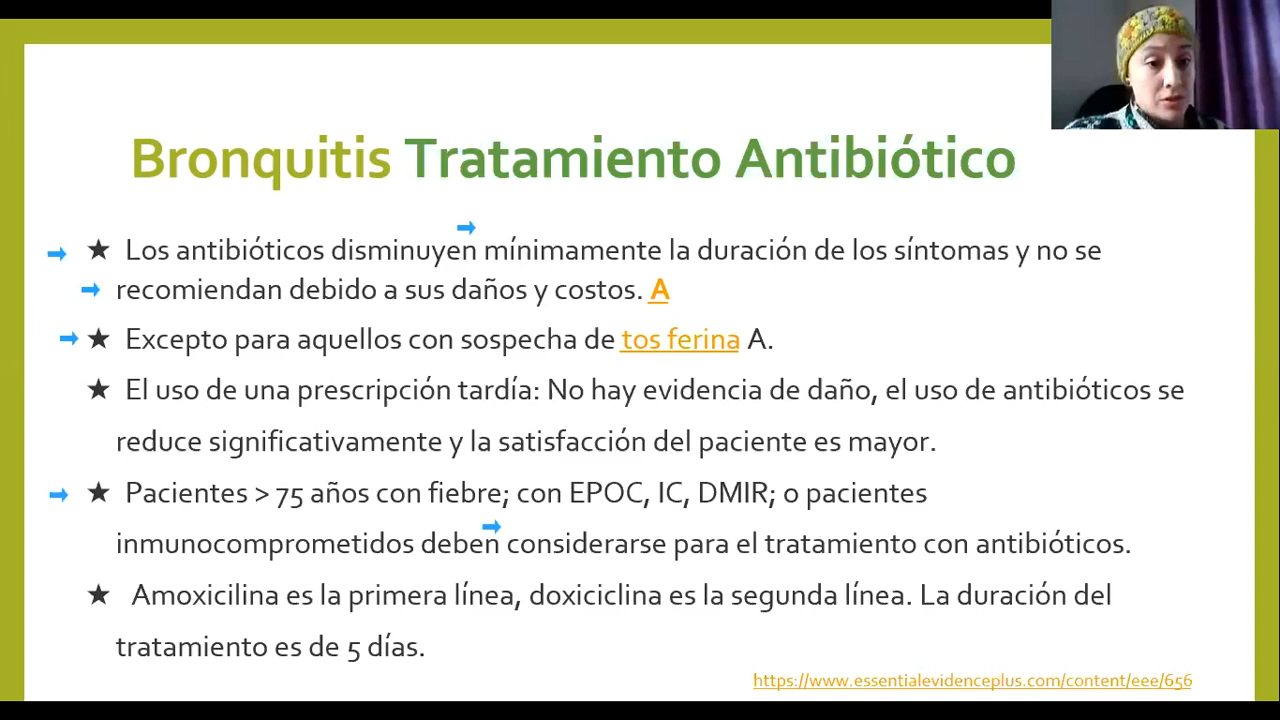 Bronquitis Tratamiento Antibiótico
★ Los antibióticos disminuyen mínimamente la duración de los síntomas y no se
recomiendan debido a sus daños y costos. A
★ Excepto para aquellos con sospecha de tos ferina A.
★ El uso de una prescripción tardía: No hay evidencia de daño, el uso de antibióticos se
reduce significativamente y la satisfacción del paciente es mayor.
★ Pacientes > 75 años con fiebre; con EPOC, IC, DMIR; o pacientes
inmunocomprometidos deben considerarse para el tratamiento con antibióticos.
★ Amoxicilina es la primera línea, doxiciclina es la segunda línea. La duración del
tratamiento es de 5 días.
https://www.essentialevidenceplus.com/content/eee/656